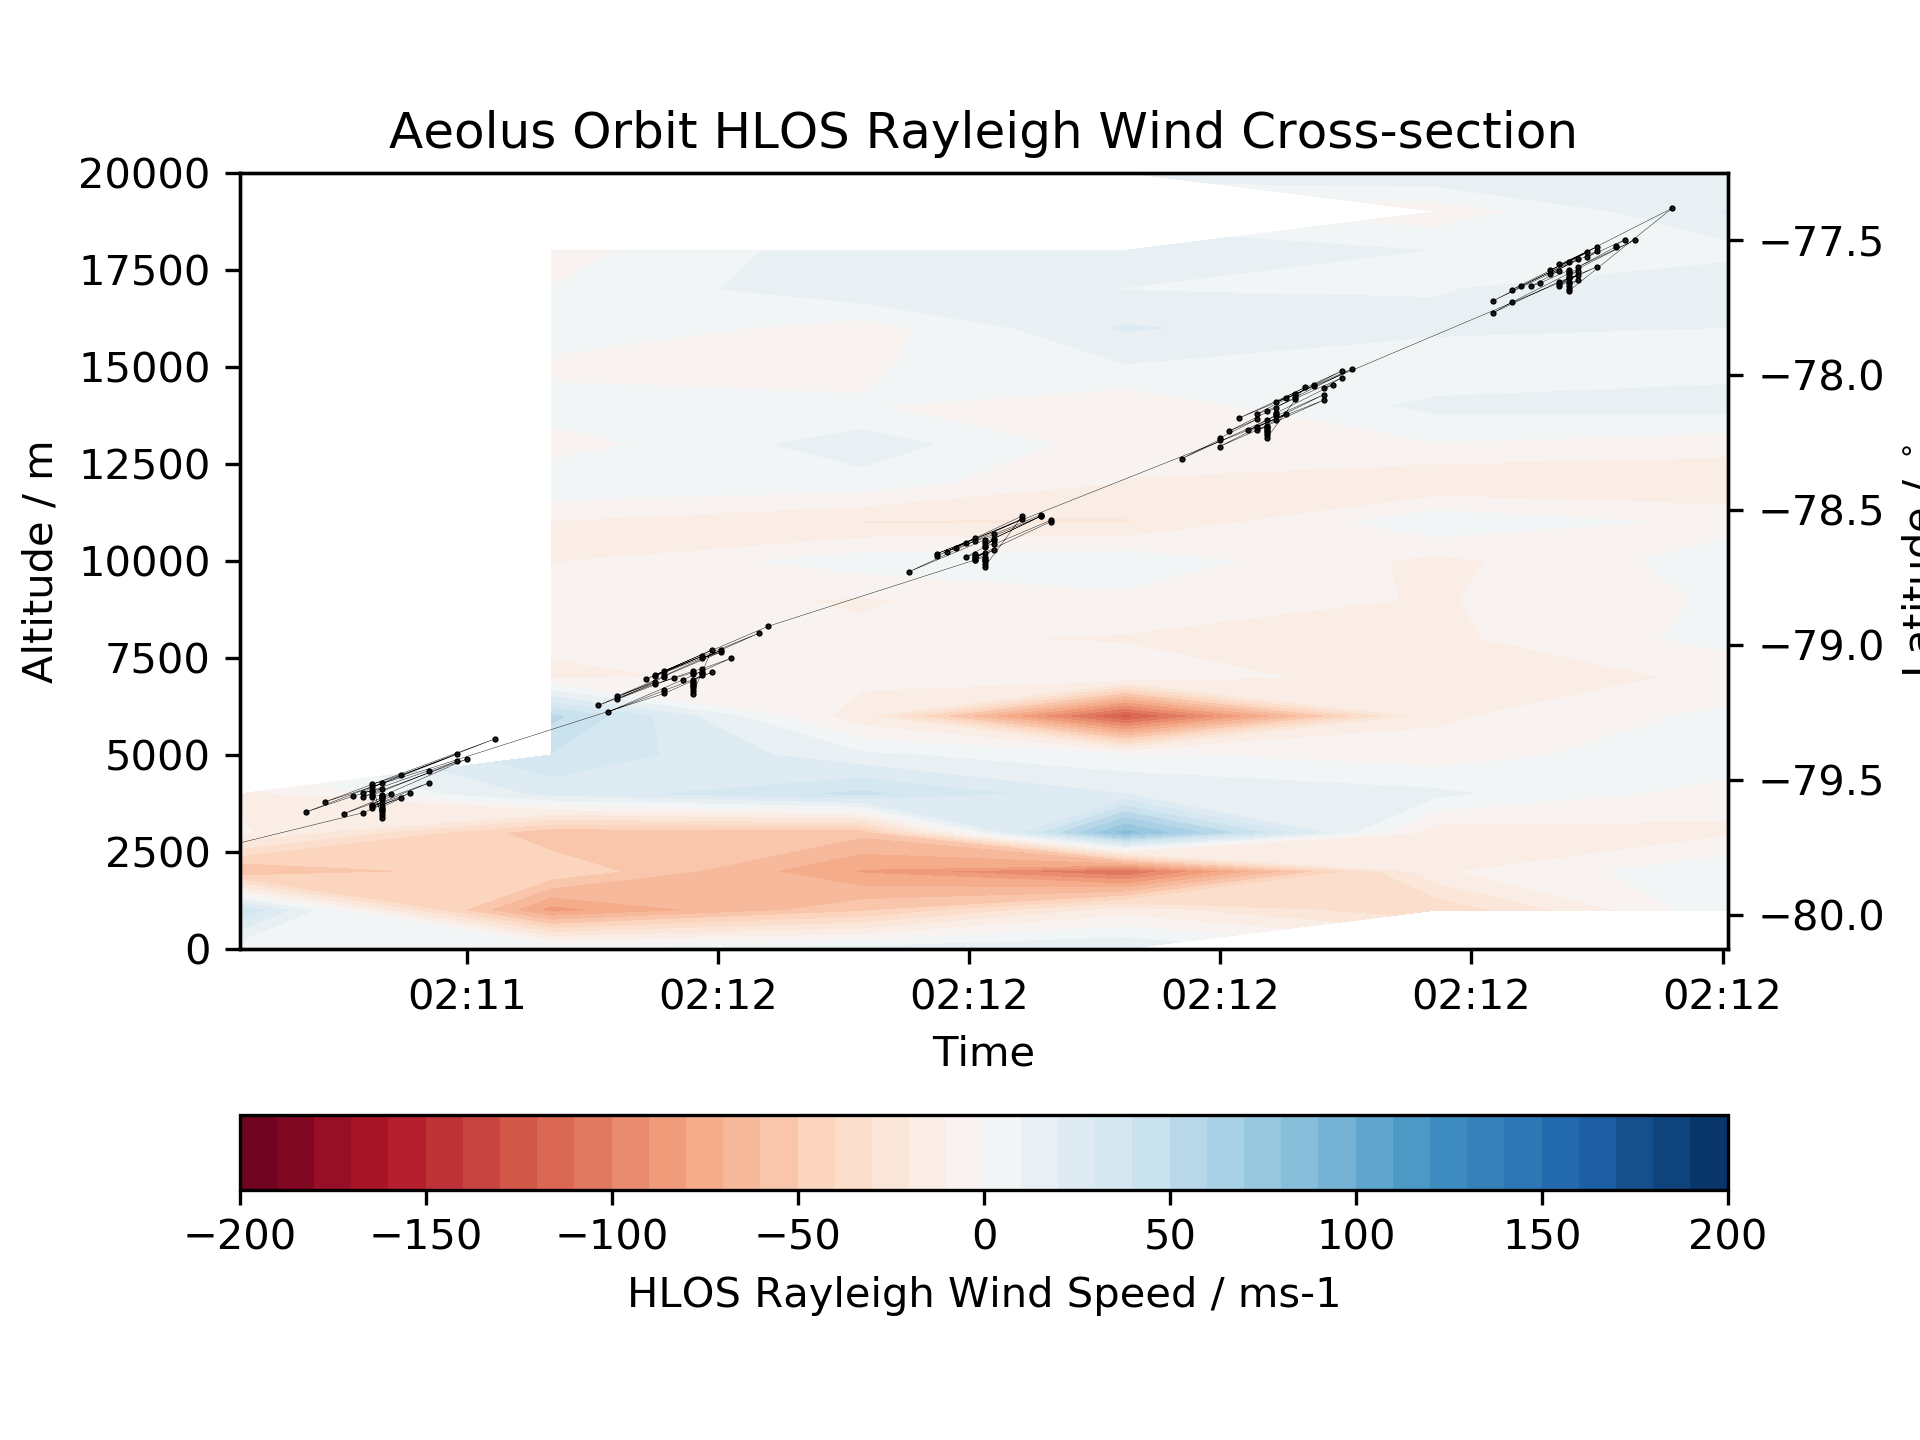 Aeolus Orbit HLOS Rayleigh Wind Cross-section
20000
17500
15000
12500
10000
7500
5000
2500
0
Altitude / m
−77.5
−78.0
−78.5
−79.0
−79.5
−80.0
Latitude / °
02:11 02:12 02:12 02:12 02:12 02:12
Time
−200 −150 −100 −50 0 50 100 150 200
HLOS Rayleigh Wind Speed / ms-1